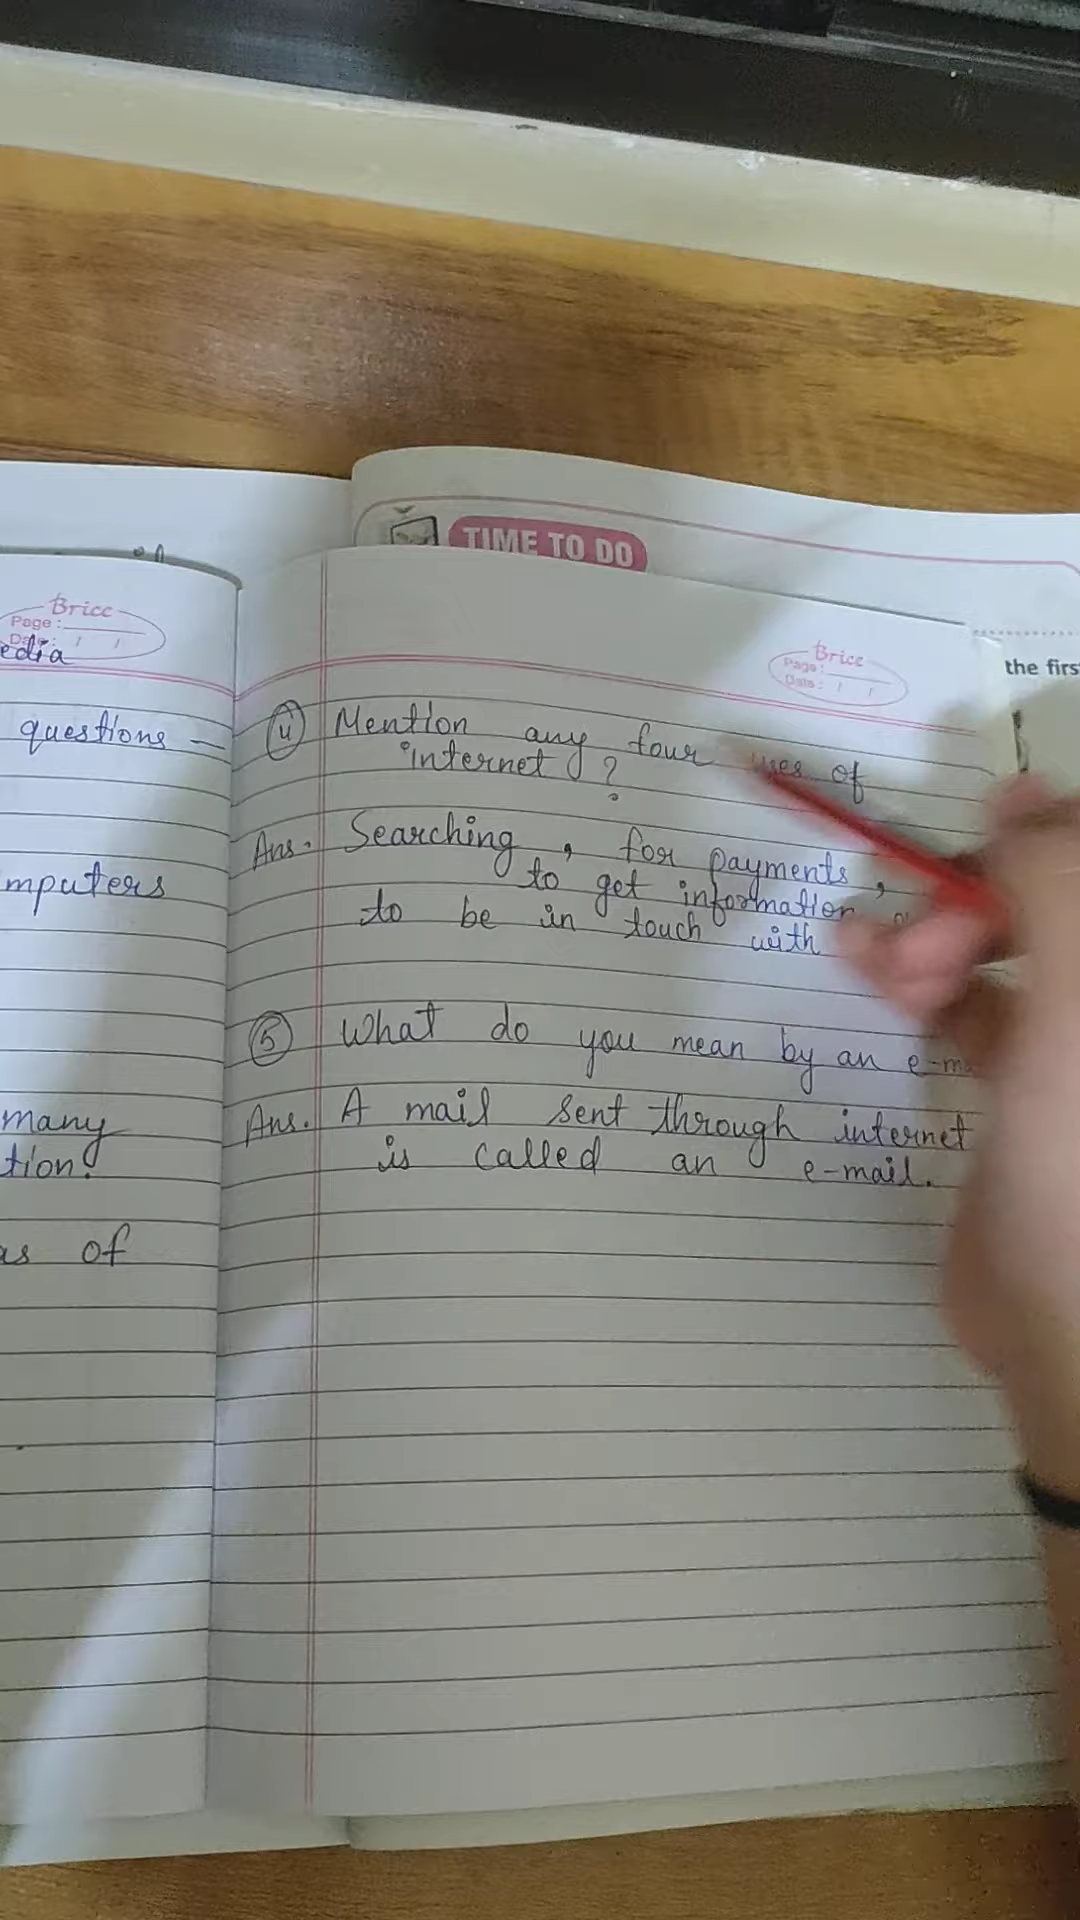 TIME TO DO
the firs
Brice
Page :
Date : / /
edia
questions —
mputers
many
tion.
as of
Brice
Page :
Date : / /
4 Mention any four uses of
internet ?
Ans. Searching , for payments ,
to get information
to be in touch with
5 What do you mean by an e-m
Ans. A mail sent through internet
is called an e-mail.